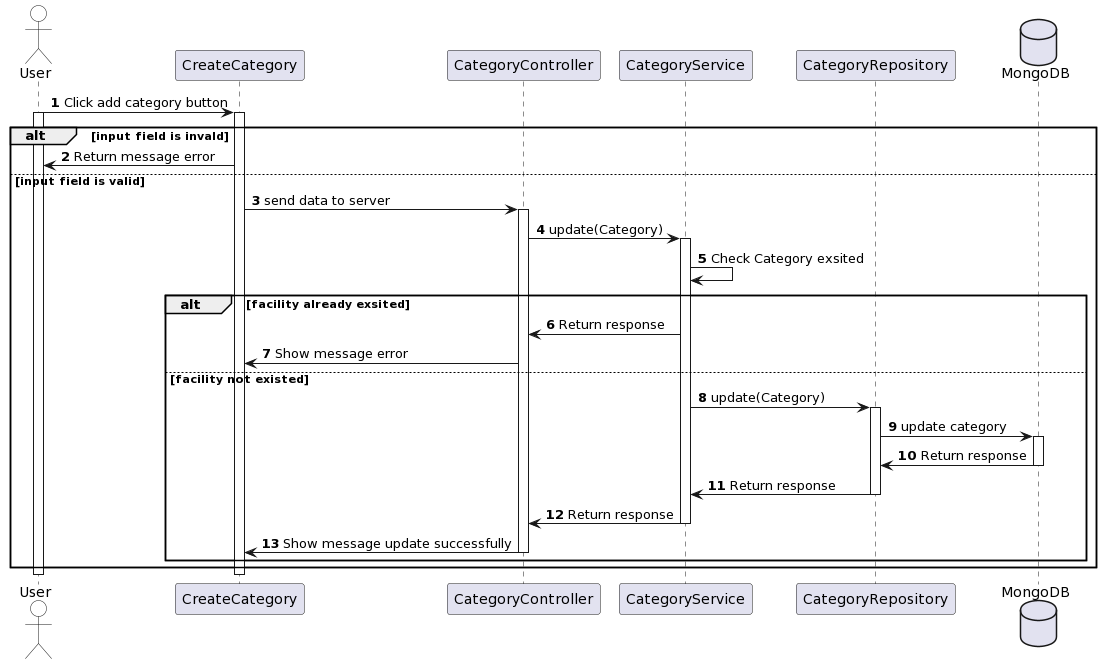 User
CreateCategory
CategoryController
CategoryService
CategoryRepository
MongoDB
1 Click add category button
alt [input field is invald]
2 Return message error
[input field is valid]
3 send data to server
4 update(Category)
5 Check Category exsited
alt [facility already exsited]
6 Return response
7 Show message error
[facility not existed]
8 update(Category)
9 update category
10 Return response
11 Return response
12 Return response
13 Show message update successfully
User
CreateCategory
CategoryController
CategoryService
CategoryRepository
MongoDB